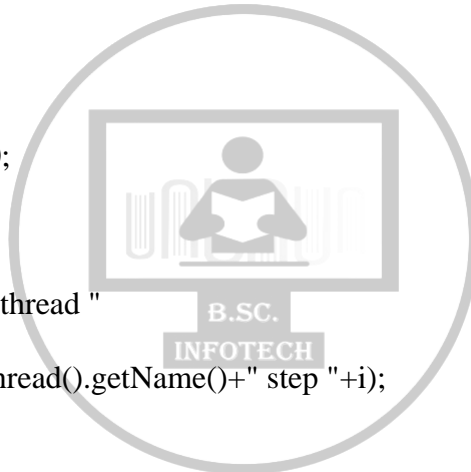 );
thread "
B.SC.
INFOTECH
hread().getName()+" step "+i);